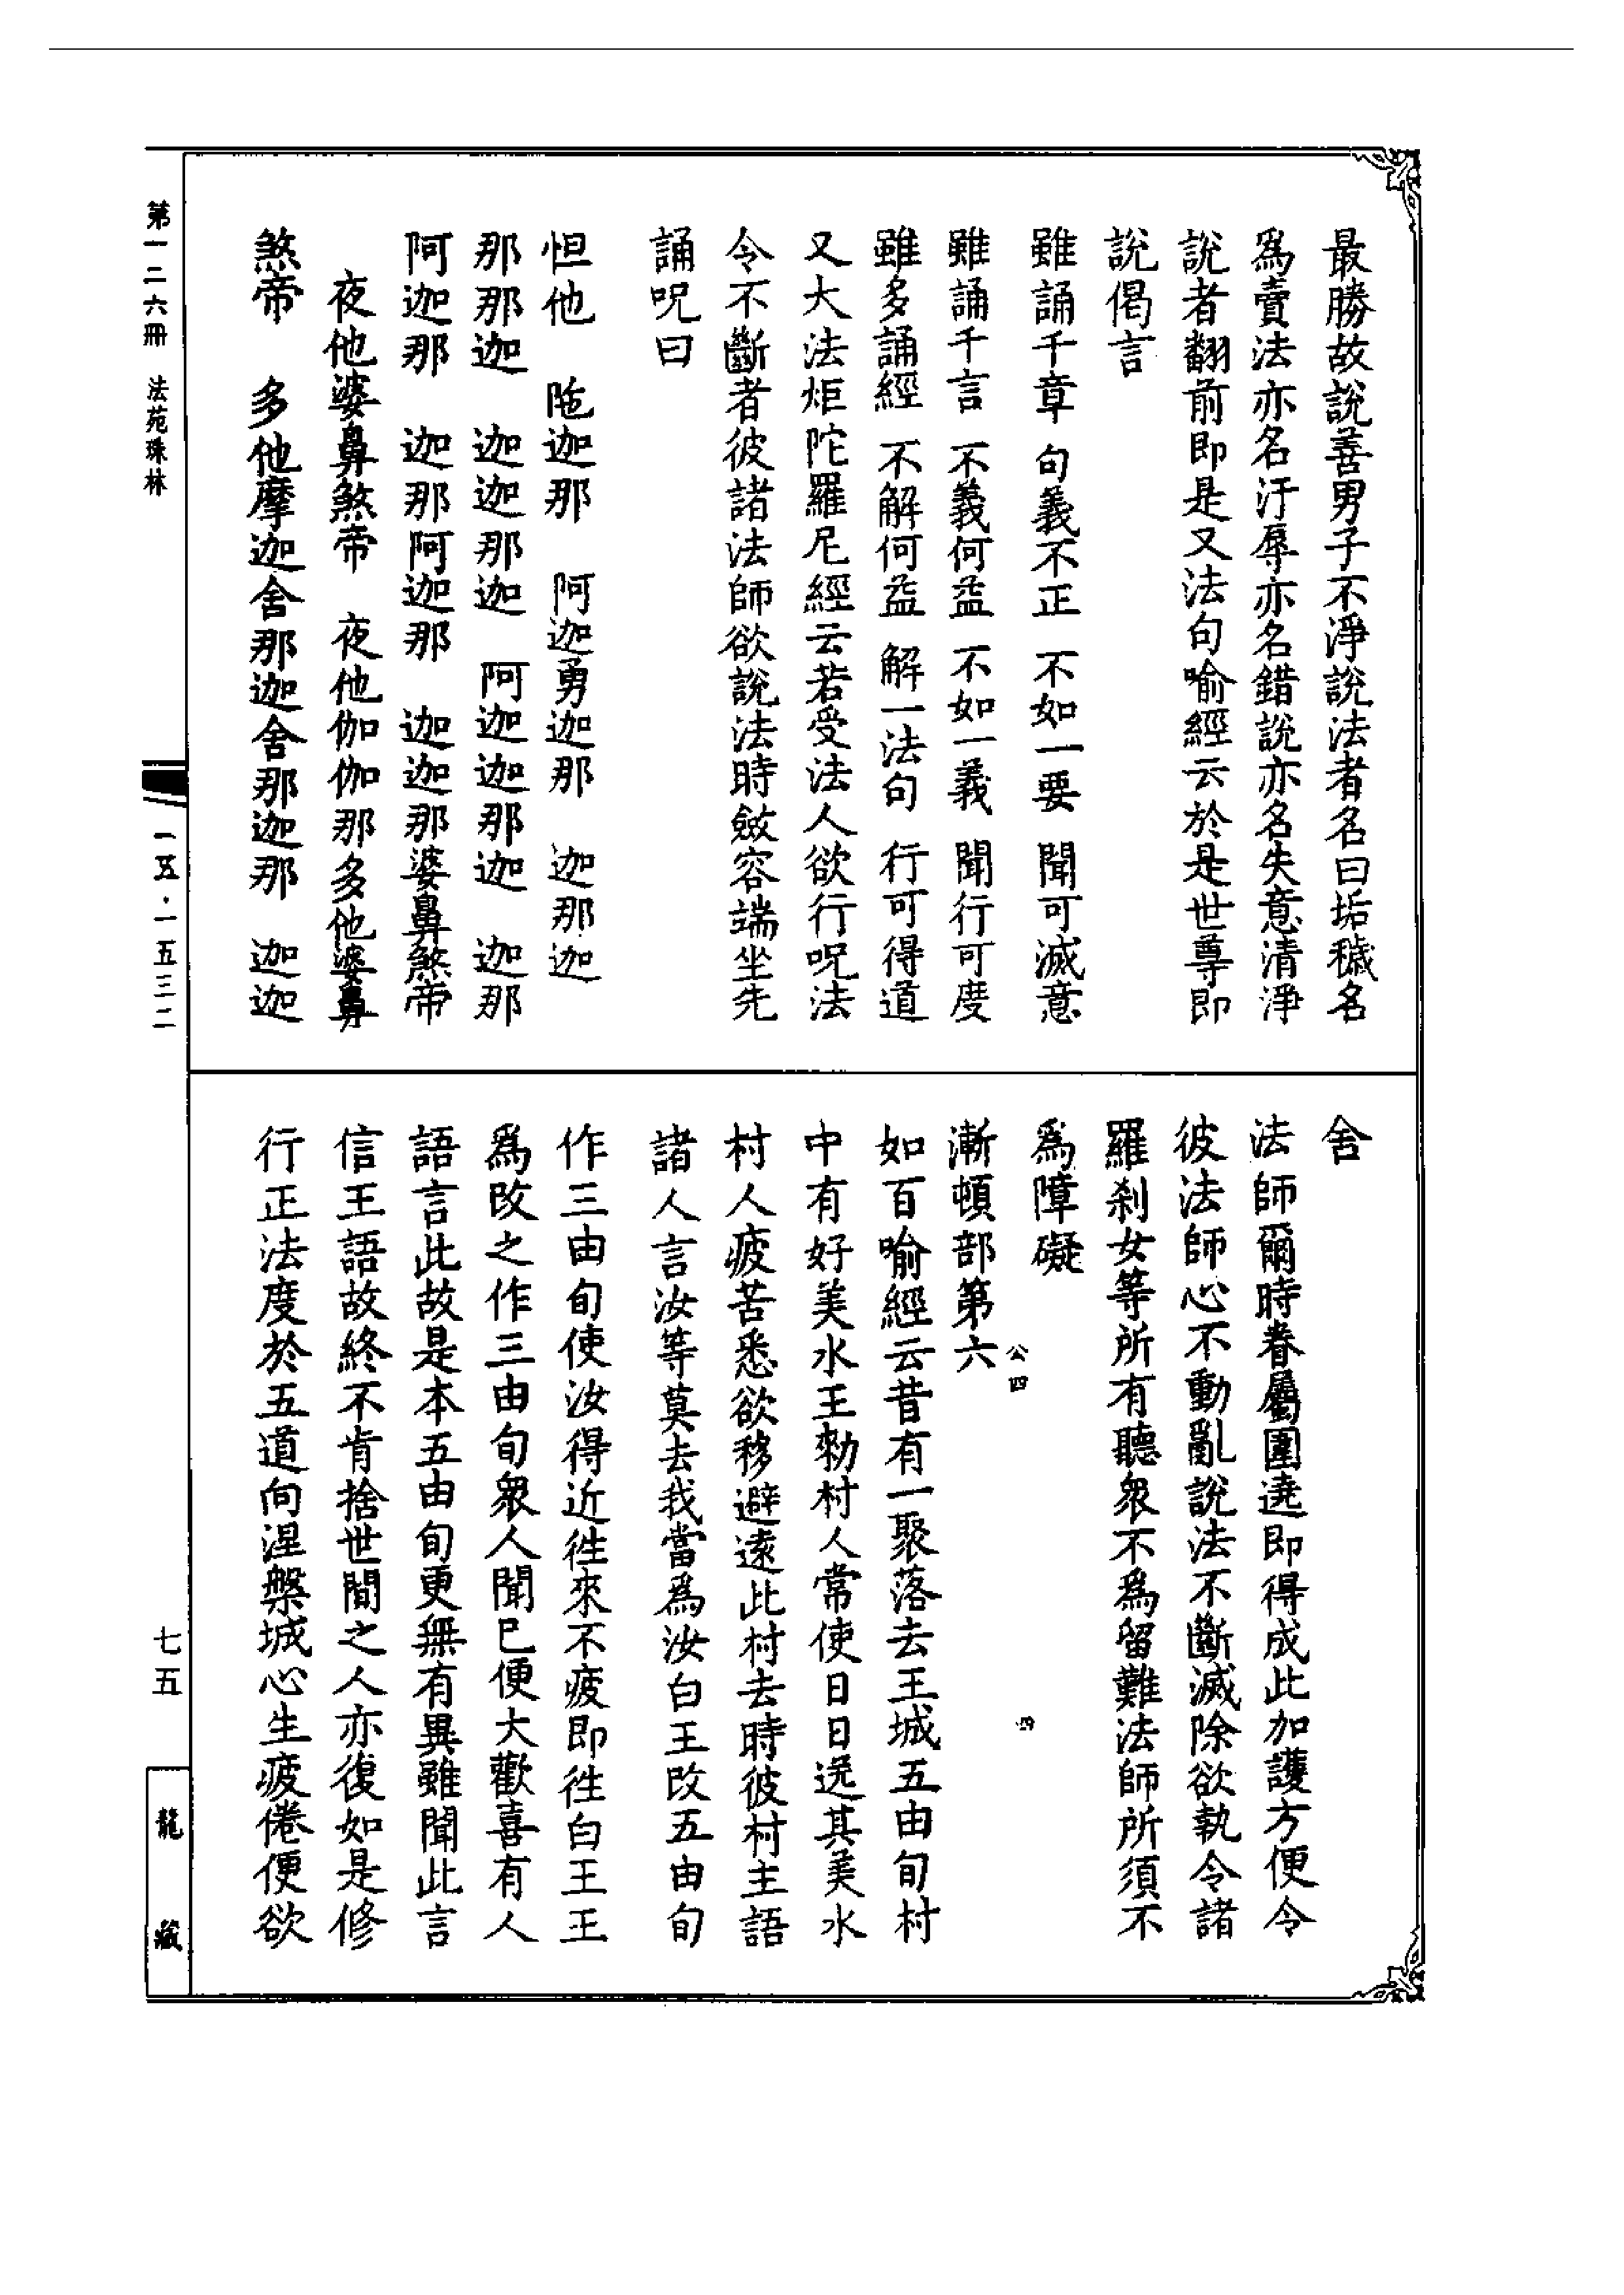 最勝故說善男子不淨說法者名曰垢穢名
爲賣法亦名汙辱亦名錯說亦名失意清淨
說者翻前即是又法句喻經云於是世尊即
說偈言
雖誦千章 句義不正 不如一要 聞可滅意
雖誦千言 不義何益 不如一義 聞行可度
雖多誦經 不解何益 解一法句 行可得道
又大法炬陀羅尼經云若受法人欲行呪法
令不斷者彼諸法師欲說法時斂容端坐先
誦呪曰
怛他 陁迦那 阿迦勇迦那 迦那迦
那那迦 迦迦那迦 阿迦迦那迦 迦那
阿迦那 迦那阿迦那 迦迦那婆鼻煞帝
夜他婆鼻煞帝 夜他伽伽那多他婆鼻
煞帝 多他摩迦舍那迦舍那迦那 迦迦
舍
法師爾時眷屬圍遶即得成此加護方便令
彼法師心不動亂說法不斷滅除欲執令諸
羅刹女等所有聽衆不爲留難法師所須不
爲障礙
公四
四
漸頓部第六
如百喻經云昔有一聚落去王城五由旬村
中有好美水王勑村人常使日日送其美水
村人疲苦悉欲移避遠此村去時彼村主語
諸人言汝等莫去我當爲汝白王改五由旬
作三由旬使汝得近徃來不疲即徃白王王
爲改之作三由旬衆人聞已便大歡喜有人
語言此故是本五由旬更無有異雖聞此言
信王語故終不肯捨世間之人亦復如是修
行正法度於五道向涅槃城心生疲倦便欲
第一二六冊 法苑珠林
一五·一五三二
七五
龍藏